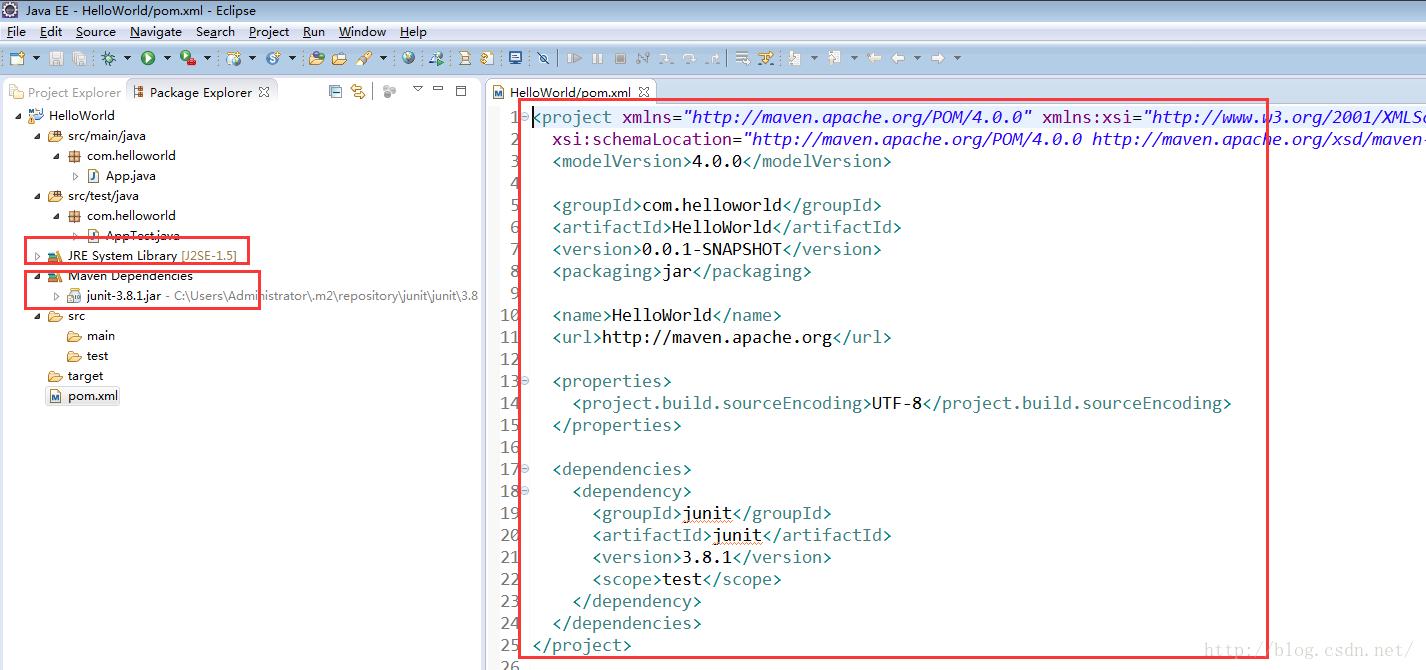 Java EE - HelloWorld/pom.xml - Eclipse
File Edit Source Navigate Search Project Run Window Help
Project Explorer Package Explorer
HelloWorld
src/main/java
com.helloworld
App.java
src/test/java
com.helloworld
AppTest.java
JRE System Library [J2SE-1.5]
Maven Dependencies
junit-3.8.1.jar - C:\Users\Administrator\.m2\repository\junit\junit\3.8
src
main
test
target
pom.xml
HelloWorld/pom.xml
1 <project xmlns="http://maven.apache.org/POM/4.0.0" xmlns:xsi="http://www.w3.org/2001/XMLSc
2 xsi:schemaLocation="http://maven.apache.org/POM/4.0.0 http://maven.apache.org/xsd/maven-
3 <modelVersion>4.0.0</modelVersion>
4
5 <groupId>com.helloworld</groupId>
6 <artifactId>HelloWorld</artifactId>
7 <version>0.0.1-SNAPSHOT</version>
8 <packaging>jar</packaging>
9
10 <name>HelloWorld</name>
11 <url>http://maven.apache.org</url>
12
13 <properties>
14 <project.build.sourceEncoding>UTF-8</project.build.sourceEncoding>
15 </properties>
16
17 <dependencies>
18 <dependency>
19 <groupId>junit</groupId>
20 <artifactId>junit</artifactId>
21 <version>3.8.1</version>
22 <scope>test</scope>
23 </dependency>
24 </dependencies>
25 </project>
26
http://blog.csdn.net/